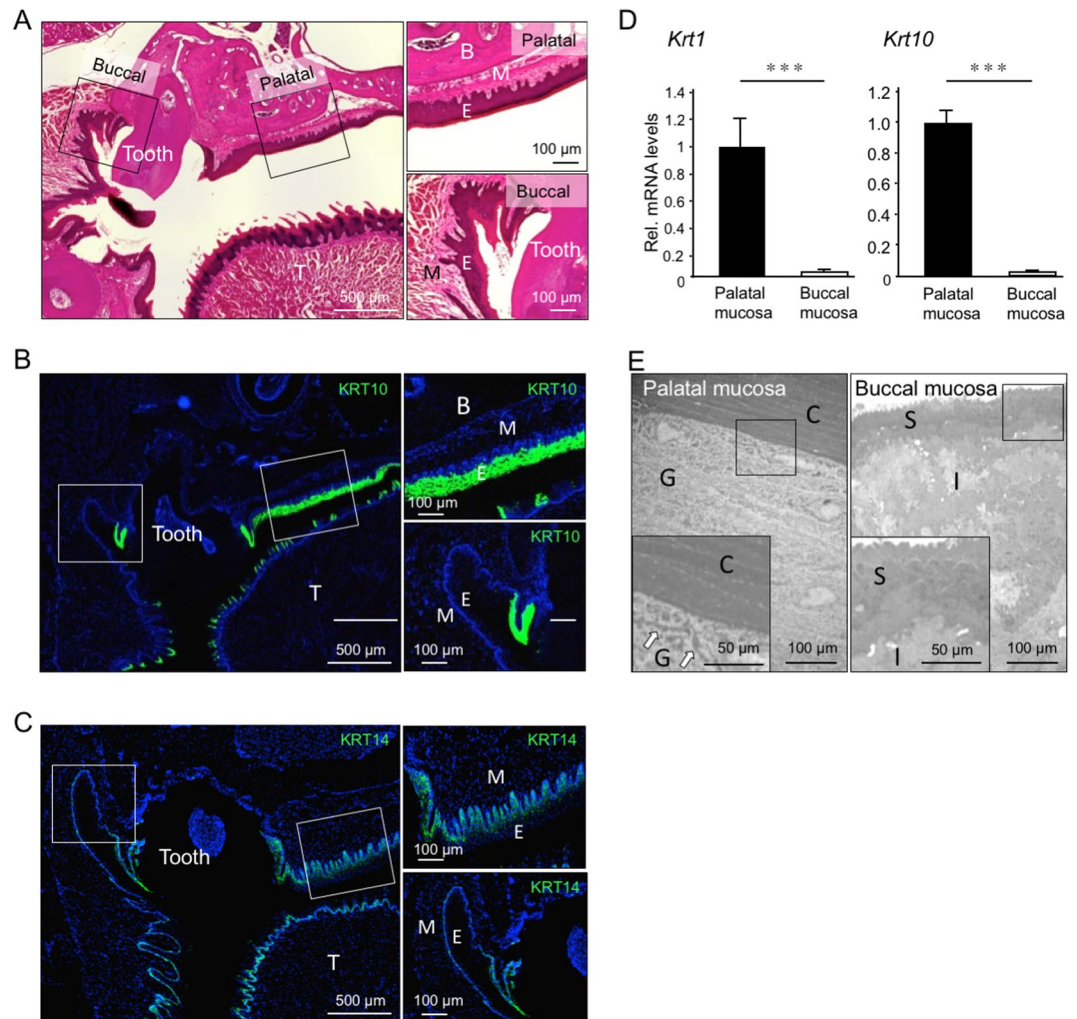 A
Buccal
Palatal
Tooth
T
500 µm
Palatal
B
M
E
100 µm
Buccal
Tooth
M
E
100 µm
100 µm
B
KRT10
Tooth
T
500 µm
KRT10
B
M
E
100 µm
KRT10
E
M
100 µm
C
KRT14
Tooth
T
500 µm
KRT14
M
E
100 µm
KRT14
M
E
100 µm
D
Krt1
Krt10
***
***
Rel. mRNA levels
1.4
1.2
1.0
0.8
0.6
0.4
0.2
0
1.2
1.0
0.8
0.6
0.4
0.2
0
Palatal mucosa
Buccal mucosa
Palatal mucosa
Buccal mucosa
E
Palatal mucosa
C
G
C
G
50 µm
100 µm
Buccal mucosa
S
I
S
I
50 µm
100 µm